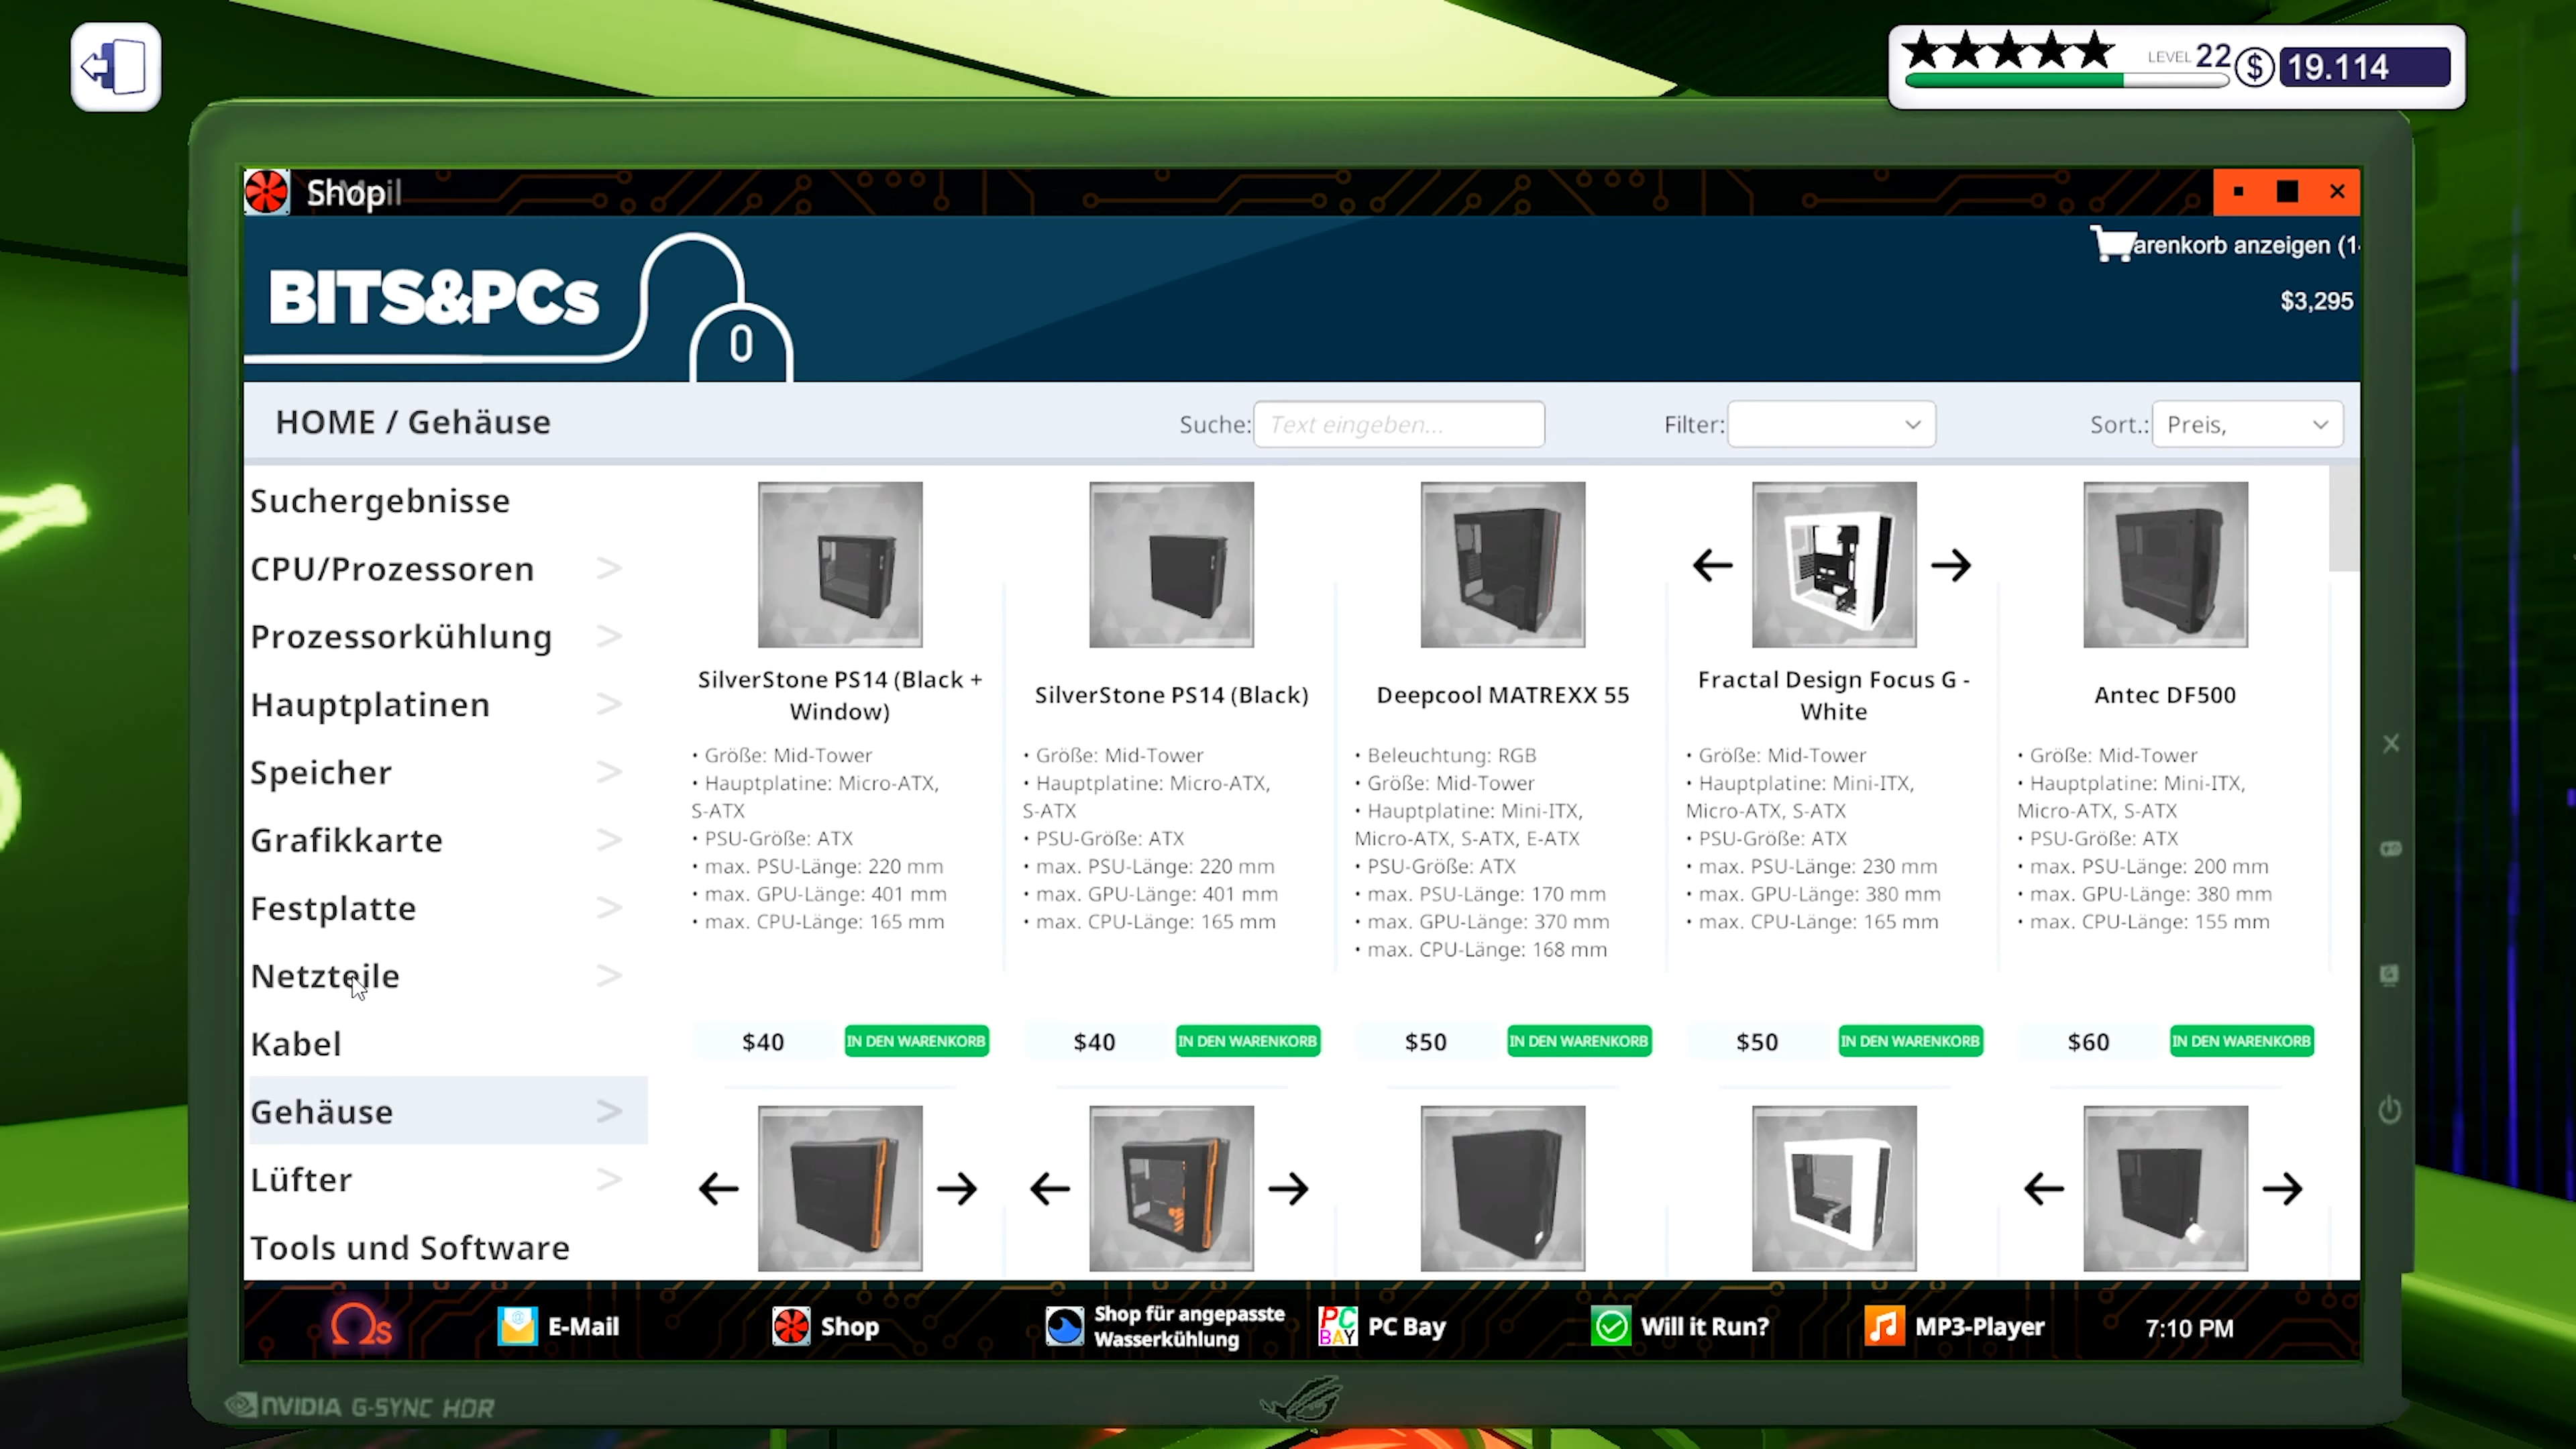 LEVEL 22 $ 19.114
Shop
arenkorb anzeigen (1
BITS&PCs
$3,295
HOME / Gehäuse
Suche: Text eingeben...
Filter:
Sort.: Preis,
Suchergebnisse
CPU/Prozessoren >
Prozessorkühlung >
Hauptplatinen >
Speicher >
Grafikkarte >
Festplatte >
Netzteile >
Kabel
Gehäuse >
Lüfter >
Tools und Software
SilverStone PS14 (Black +
Window)
• Größe: Mid-Tower
• Hauptplatine: Micro-ATX,
S-ATX
• PSU-Größe: ATX
• max. PSU-Länge: 220 mm
• max. GPU-Länge: 401 mm
• max. CPU-Länge: 165 mm
$40 IN DEN WARENKORB
SilverStone PS14 (Black)
• Größe: Mid-Tower
• Hauptplatine: Micro-ATX,
S-ATX
• PSU-Größe: ATX
• max. PSU-Länge: 220 mm
• max. GPU-Länge: 401 mm
• max. CPU-Länge: 165 mm
$40 IN DEN WARENKORB
Deepcool MATREXX 55
• Beleuchtung: RGB
• Größe: Mid-Tower
• Hauptplatine: Mini-ITX,
Micro-ATX, S-ATX, E-ATX
• PSU-Größe: ATX
• max. PSU-Länge: 170 mm
• max. GPU-Länge: 370 mm
• max. CPU-Länge: 168 mm
$50 IN DEN WARENKORB
Fractal Design Focus G -
White
• Größe: Mid-Tower
• Hauptplatine: Mini-ITX,
Micro-ATX, S-ATX
• PSU-Größe: ATX
• max. PSU-Länge: 230 mm
• max. GPU-Länge: 380 mm
• max. CPU-Länge: 165 mm
$50 IN DEN WARENKORB
Antec DF500
• Größe: Mid-Tower
• Hauptplatine: Mini-ITX,
Micro-ATX, S-ATX
• PSU-Größe: ATX
• max. PSU-Länge: 200 mm
• max. GPU-Länge: 380 mm
• max. CPU-Länge: 155 mm
$60 IN DEN WARENKORB
Ωs
E-Mail
Shop
Shop für angepasste
Wasserkühlung
PC
BAY
PC Bay
Will it Run?
MP3-Player
7:10 PM
NVIDIA G-SYNC HDR